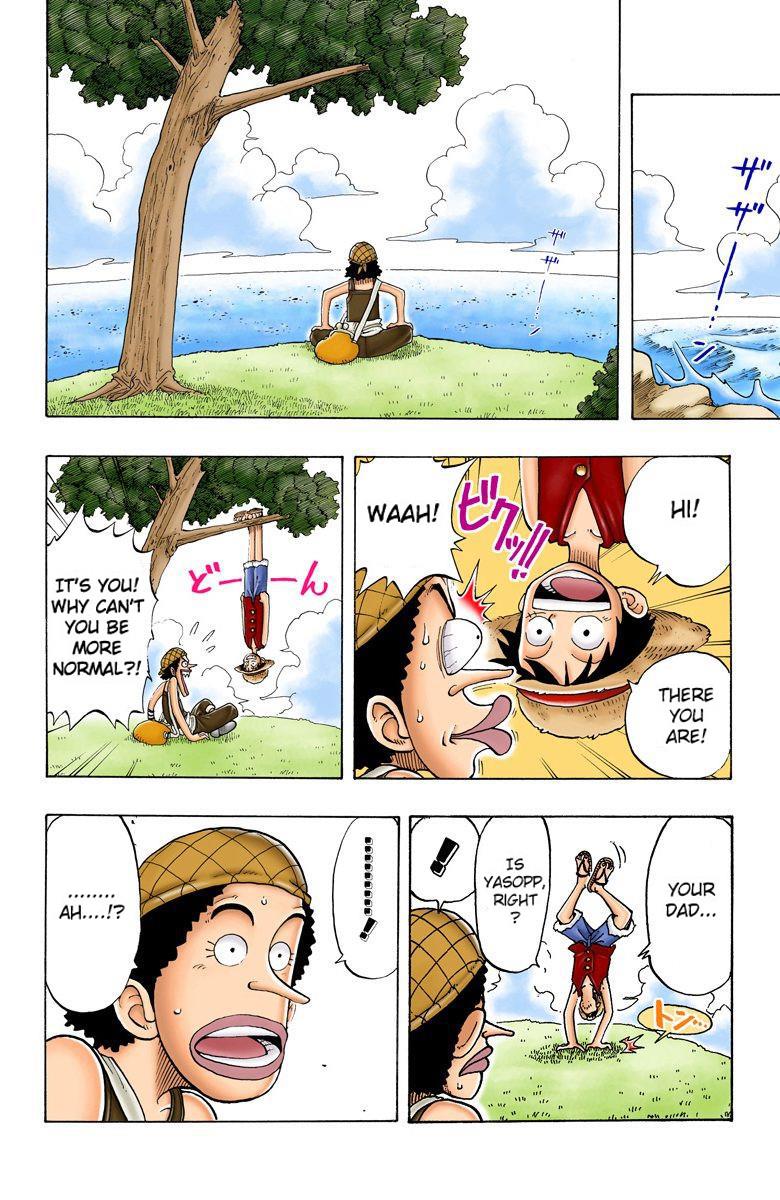 ザ
ザ
ー
ン
ザ
ザ
ー
ン
HI!
WAAH!
ビクッ!!
THERE
YOU
ARE!
IT'S YOU!
WHY CAN'T
YOU BE
MORE
NORMAL?!
どーーん
YOUR
DAD...
IS
YASOPP,
RIGHT
?
!
トン…
..........!
........
AH....!?